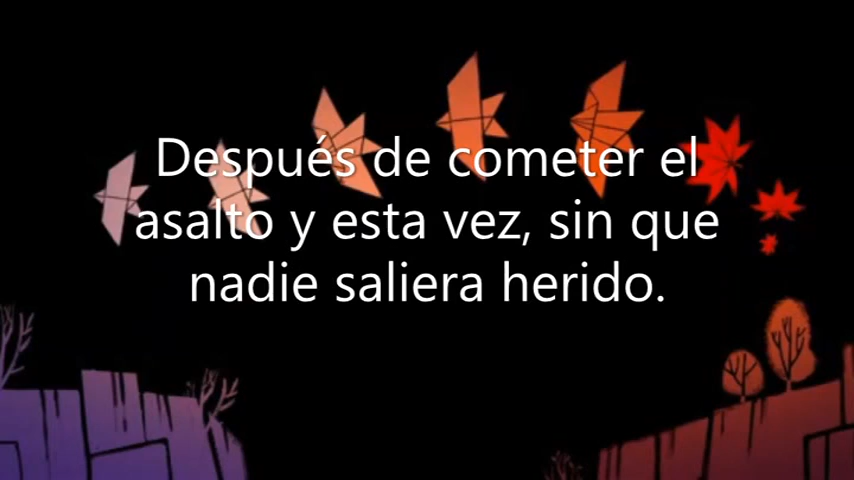 Después de cometer el
asalto y esta vez, sin que
nadie saliera herido.